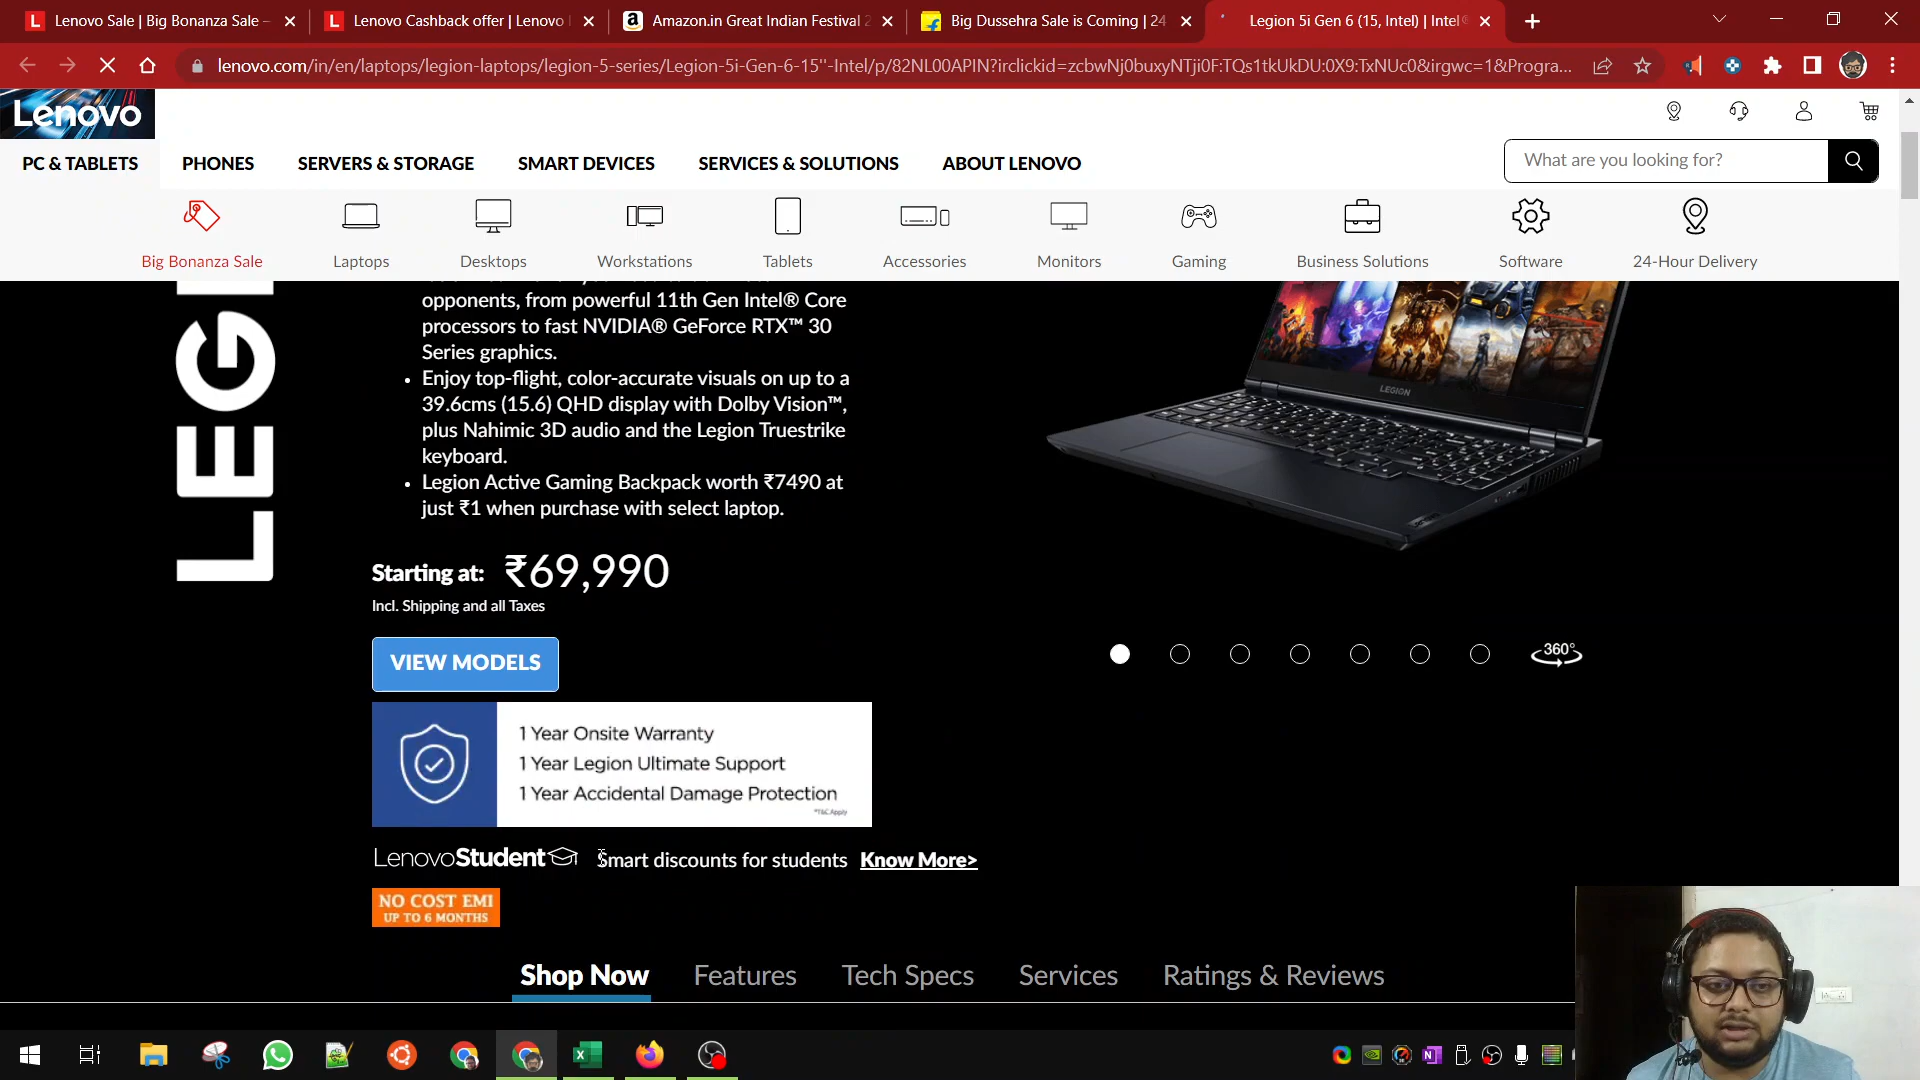 Lenovo Sale | Big Bonanza Sale –
Lenovo Cashback offer | Lenovo
Amazon.in Great Indian Festival 2
Big Dussehra Sale is Coming | 24
Legion 5i Gen 6 (15, Intel) | Intel®
lenovo.com/in/en/laptops/legion-laptops/legion-5-series/Legion-5i-Gen-6-15"-Intel/p/82NL00APIN?irclickid=zcbwNj0buxyNTji0F:TQs1tkUkDU:0X9:TxNUc0&irgwc=1&Progra...
Lenovo
PC & TABLETS
PHONES
SERVERS & STORAGE
SMART DEVICES
SERVICES & SOLUTIONS
ABOUT LENOVO
What are you looking for?
Big Bonanza Sale
Laptops
Desktops
Workstations
Tablets
Accessories
Monitors
Gaming
Business Solutions
Software
24-Hour Delivery
opponents, from powerful 11th Gen Intel® Core
processors to fast NVIDIA® GeForce RTX™ 30
Series graphics.
• Enjoy top-flight, color-accurate visuals on up to a
39.6cms (15.6) QHD display with Dolby Vision™,
plus Nahimic 3D audio and the Legion Truestrike
keyboard.
• Legion Active Gaming Backpack worth ₹7490 at
just ₹1 when purchase with select laptop.
LEGI
LEGION
Starting at: ₹69,990
Incl. Shipping and all Taxes
VIEW MODELS
360°
1 Year Onsite Warranty
1 Year Legion Ultimate Support
1 Year Accidental Damage Protection
*T&C Apply
LenovoStudent
Smart discounts for students Know More>
NO COST EMI
UP TO 6 MONTHS
Shop Now
Features
Tech Specs
Services
Ratings & Reviews